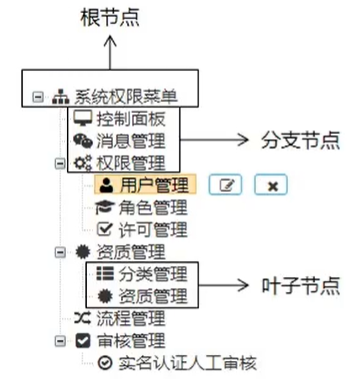 根节点
系统权限菜单
控制面板
消息管理
分支节点
权限管理
用户管理
角色管理
许可管理
资质管理
分类管理
叶子节点
资质管理
流程管理
审核管理
实名认证人工审核